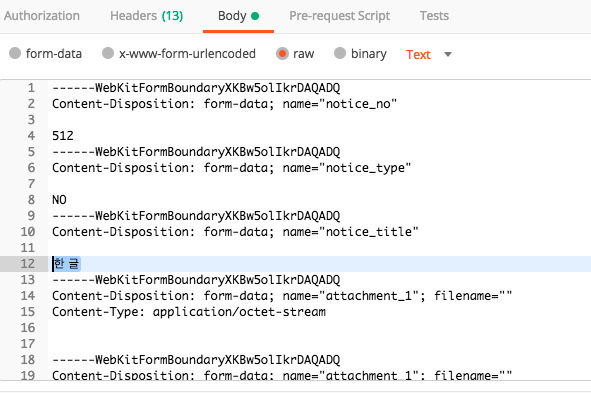 Authorization Headers (13) Body Pre-request Script Tests
form-data x-www-form-urlencoded raw binary Text
1 ------WebKitFormBoundaryXKBw5olIkrDAQADQ
2 Content-Disposition: form-data; name="notice_no"
3
4 512
5 ------WebKitFormBoundaryXKBw5olIkrDAQADQ
6 Content-Disposition: form-data; name="notice_type"
7
8 NO
9 ------WebKitFormBoundaryXKBw5olIkrDAQADQ
10 Content-Disposition: form-data; name="notice_title"
11
12 한글
13 ------WebKitFormBoundaryXKBw5olIkrDAQADQ
14 Content-Disposition: form-data; name="attachment_1"; filename=""
15 Content-Type: application/octet-stream
16
17
18 ------WebKitFormBoundaryXKBw5olIkrDAQADQ
19 Content-Disposition: form-data; name="attachment_1"; filename=""